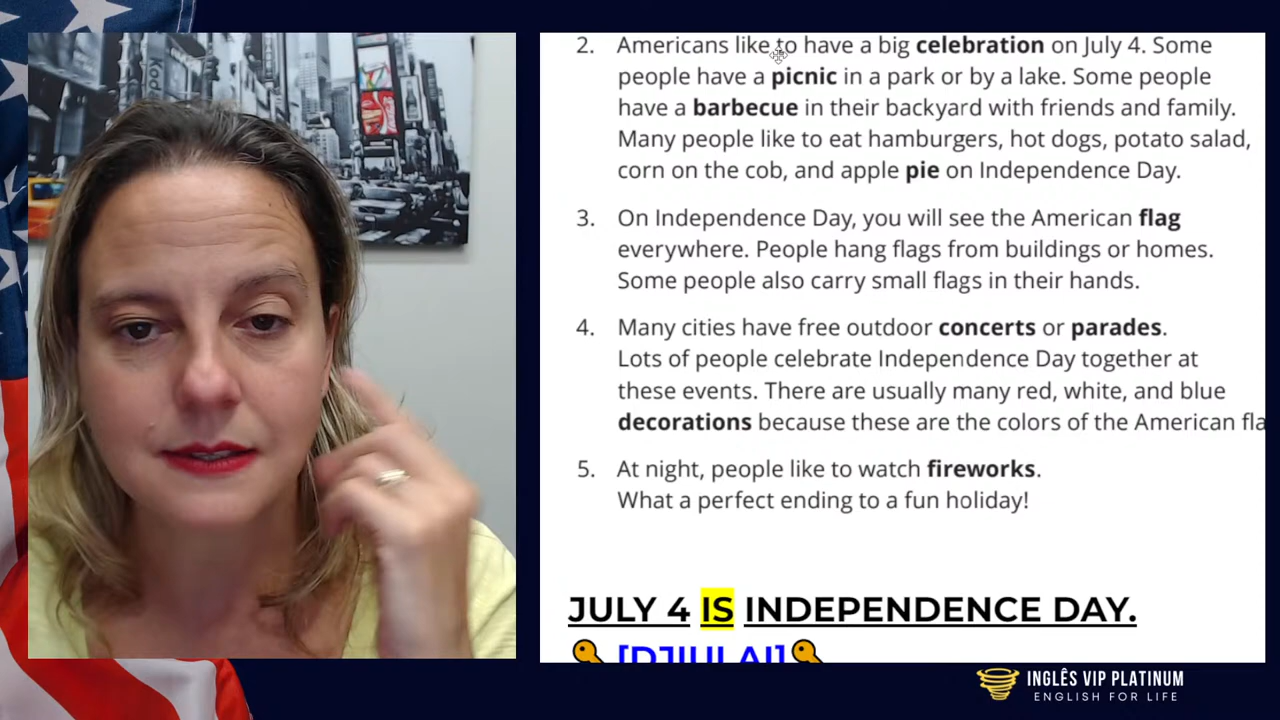 2. Americans like to have a big celebration on July 4. Some
people have a picnic in a park or by a lake. Some people
have a barbecue in their backyard with friends and family.
Many people like to eat hamburgers, hot dogs, potato salad,
corn on the cob, and apple pie on Independence Day.
3. On Independence Day, you will see the American flag
everywhere. People hang flags from buildings or homes.
Some people also carry small flags in their hands.
4. Many cities have free outdoor concerts or parades.
Lots of people celebrate Independence Day together at
these events. There are usually many red, white, and blue
decorations because these are the colors of the American fla
5. At night, people like to watch fireworks.
What a perfect ending to a fun holiday!
JULY 4 IS INDEPENDENCE DAY.
[DJIULAI]
INGLÊS VIP PLATINUM
ENGLISH FOR LIFE